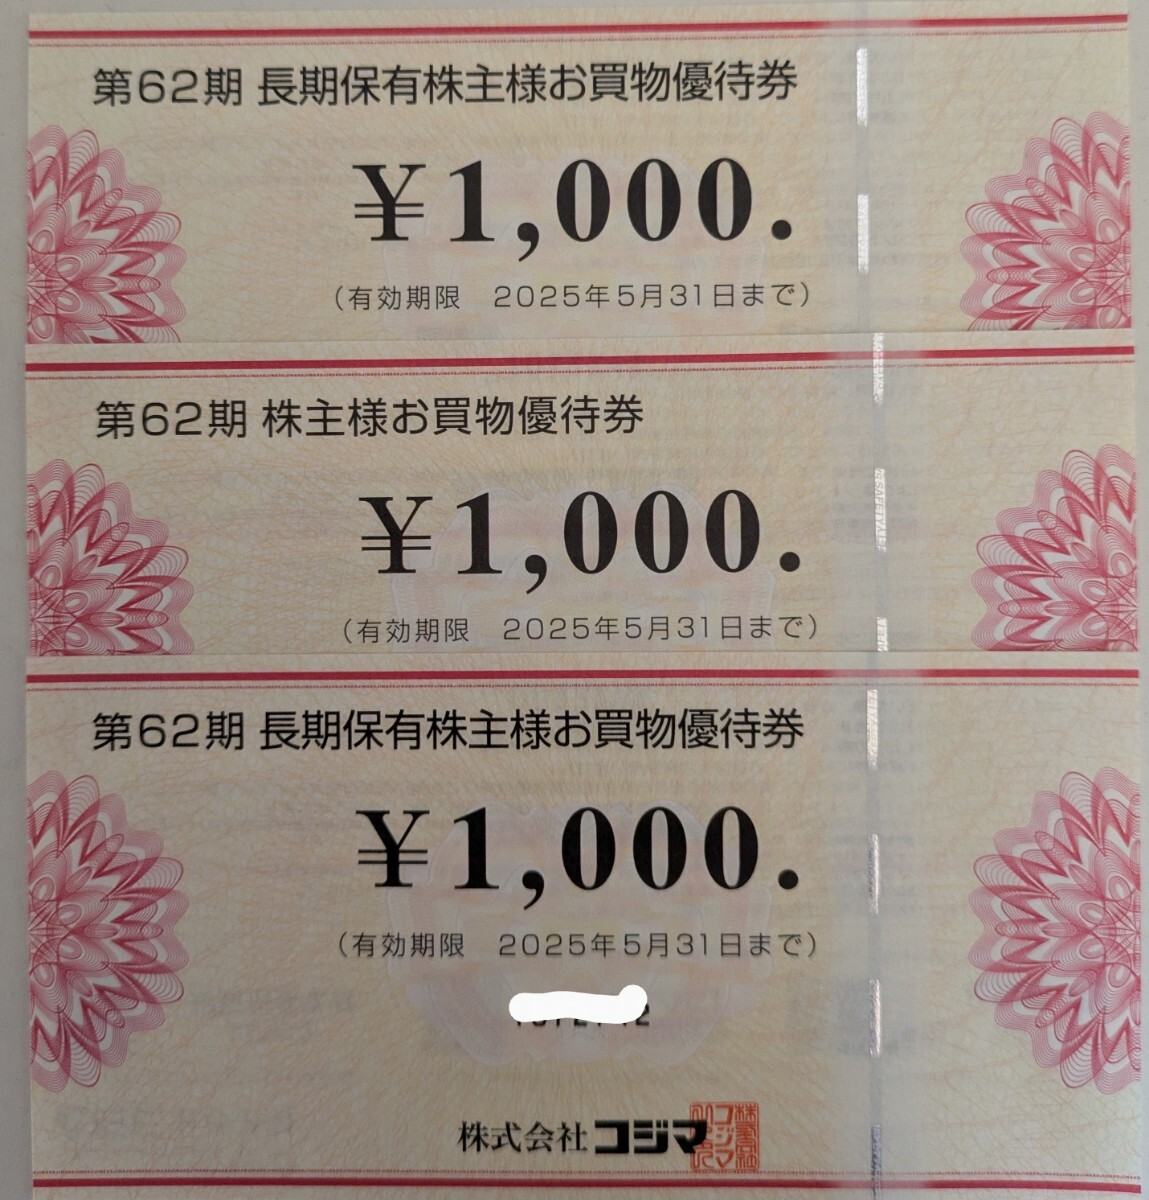 第62期 長期保有株主様お買物優待券
¥1,000.
(有効期限 2025年5月31日まで)
第62期 株主様お買物優待券
¥1,000.
(有効期限 2025年5月31日まで)
第62期 長期保有株主様お買物優待券
¥1,000.
(有効期限 2025年5月31日まで)
株式会社コジマ